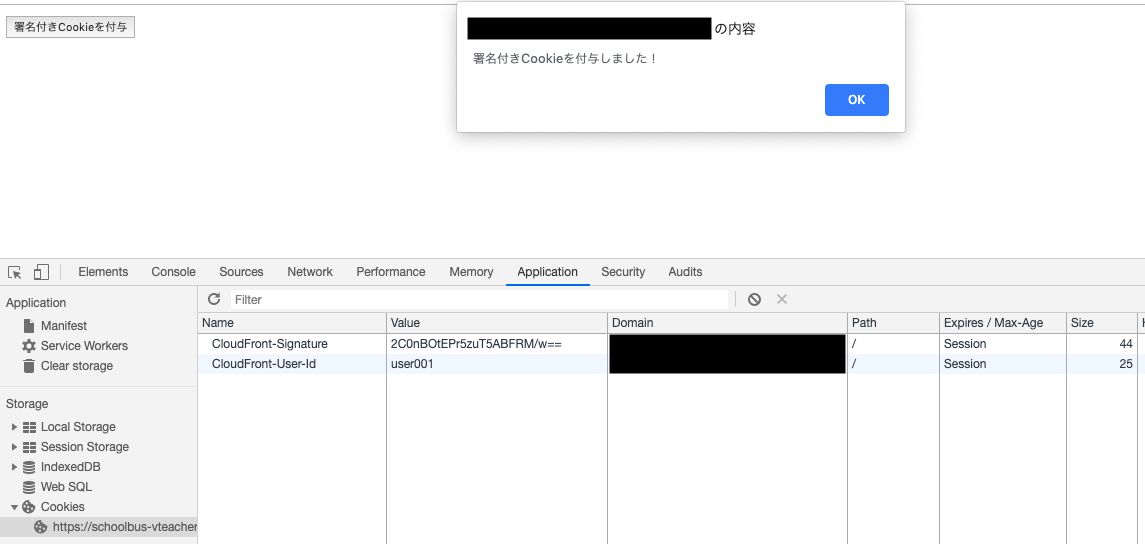 署名付きCookieを付与
の内容
署名付きCookieを付与しました！
OK
Elements Console Sources Network Performance Memory Application Security Audits
Application
Manifest
Service Workers
Clear storage
Storage
Local Storage
Session Storage
IndexedDB
Web SQL
Cookies
https://schoolbus-vteacher
Filter
Name Value Domain Path Expires / Max-Age Size
CloudFront-Signature 2C0nBOtEPr5zuT5ABFRM/w== / Session 44
CloudFront-User-Id user001 / Session 25